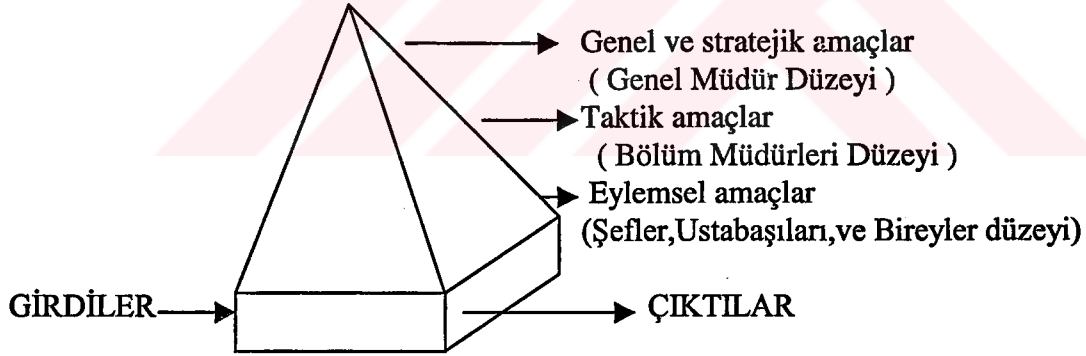 Genel ve stratejik amaçlar
( Genel Müdür Düzeyi )
Taktik amaçlar
( Bölüm Müdürleri Düzeyi )
Eylemsel amaçlar
(Şefler,Ustabaşıları,ve Bireyler düzeyi)
GİRDİLER
ÇIKTILAR